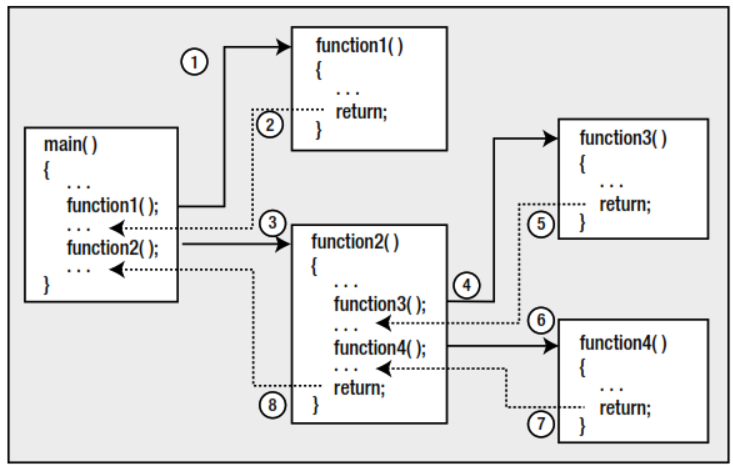 main( )
{
. . .
function1( );
. . .
function2( );
. . .
}
1
function1( )
{
. . .
return;
}
2
3
function2( )
{
. . .
function3( );
. . .
function4( );
. . .
return;
}
4
function3( )
{
. . .
return;
}
5
6
function4( )
{
. . .
return;
}
7
8